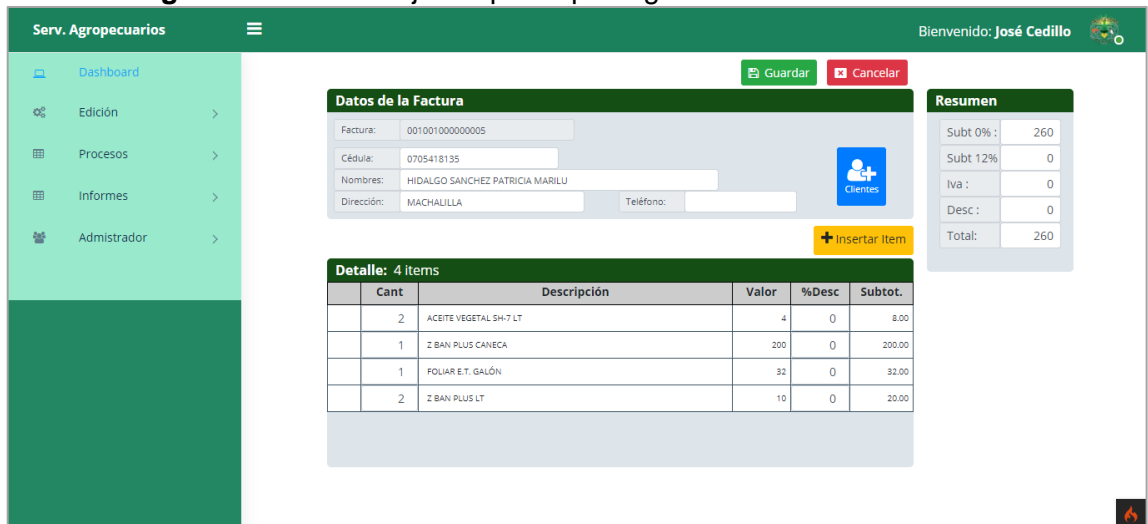 Serv. Agropecuarios
Bienvenido: José Cedillo
Dashboard
Edición
Procesos
Informes
Admistrador
Guardar
Cancelar
Datos de la Factura
Factura: 001001000000005
Cédula: 0705418135
Nombres: HIDALGO SANCHEZ PATRICIA MARILU
Dirección: MACHALILLA Teléfono:
Clientes
Resumen
Subt 0% : 260
Subt 12% 0
Iva : 0
Desc : 0
Total: 260
Insertar Item
Detalle: 4 items
Cant Descripción Valor %Desc Subtot.
2 ACEITE VEGETAL SH-7 LT 4 0 8.00
1 Z BAN PLUS CANECA 200 0 200.00
1 FOLIAR E.T. GALÓN 32 0 32.00
2 Z BAN PLUS LT 10 0 20.00